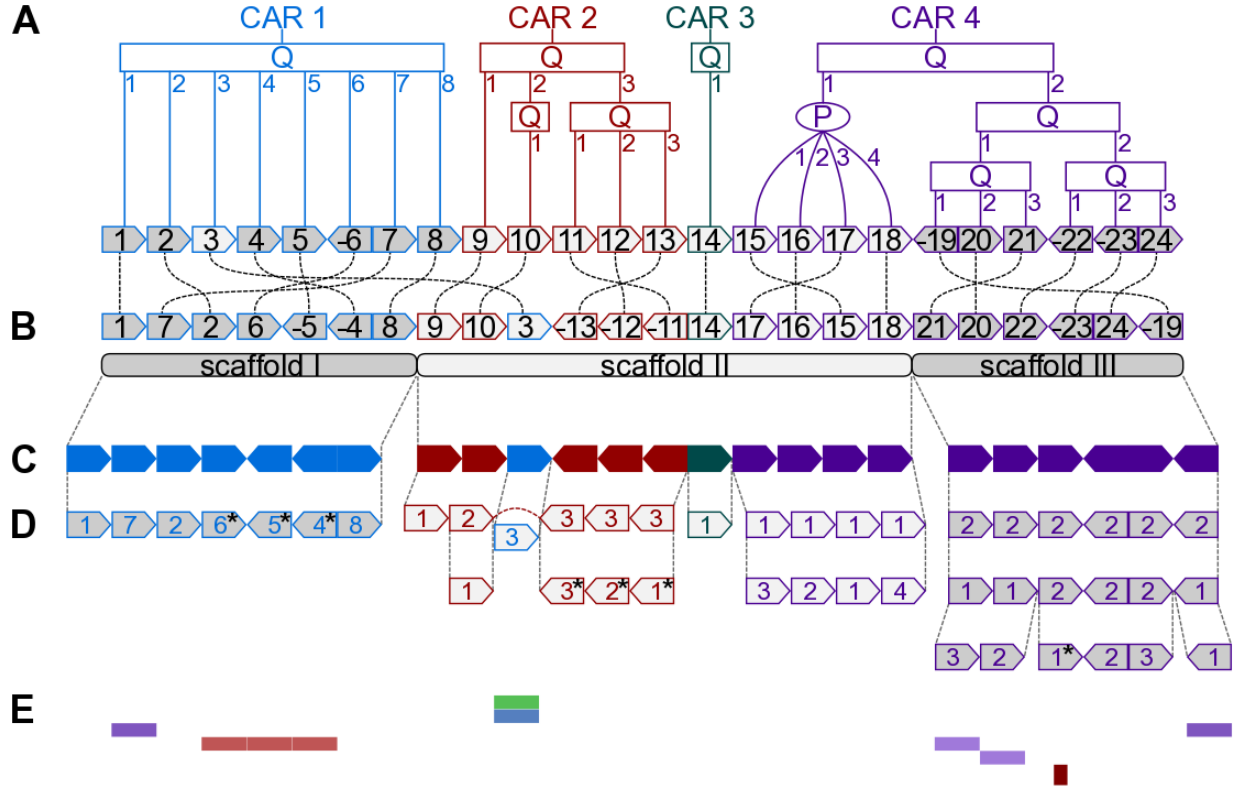 A CAR 1 CAR 2 CAR 3 CAR 4
Q Q Q Q
1 2 3 4 5 6 7 8 1 2 3 1 1 2
Q Q P Q
1 1 2 3 1 2 3 4 1 2
Q Q
1 2 3 1 2 3
1 2 3 4 5 -6 7 8 9 10 11 12 13 14 15 16 17 18 -19 20 21 -22 -23 24
B 1 7 2 6 -5 -4 8 9 10 3 -13 -12 -11 14 17 16 15 18 21 20 22 -23 24 -19
scaffold I scaffold II scaffold III
C
D 1 7 2 6* 5* 4* 8 1 2 3 3 3 3 1 1 1 1 1 2 2 2 2 2 2
1 3* 2* 1* 3 2 1 4 1 1 2 2 2 1
3 2 1* 2 3 1
E